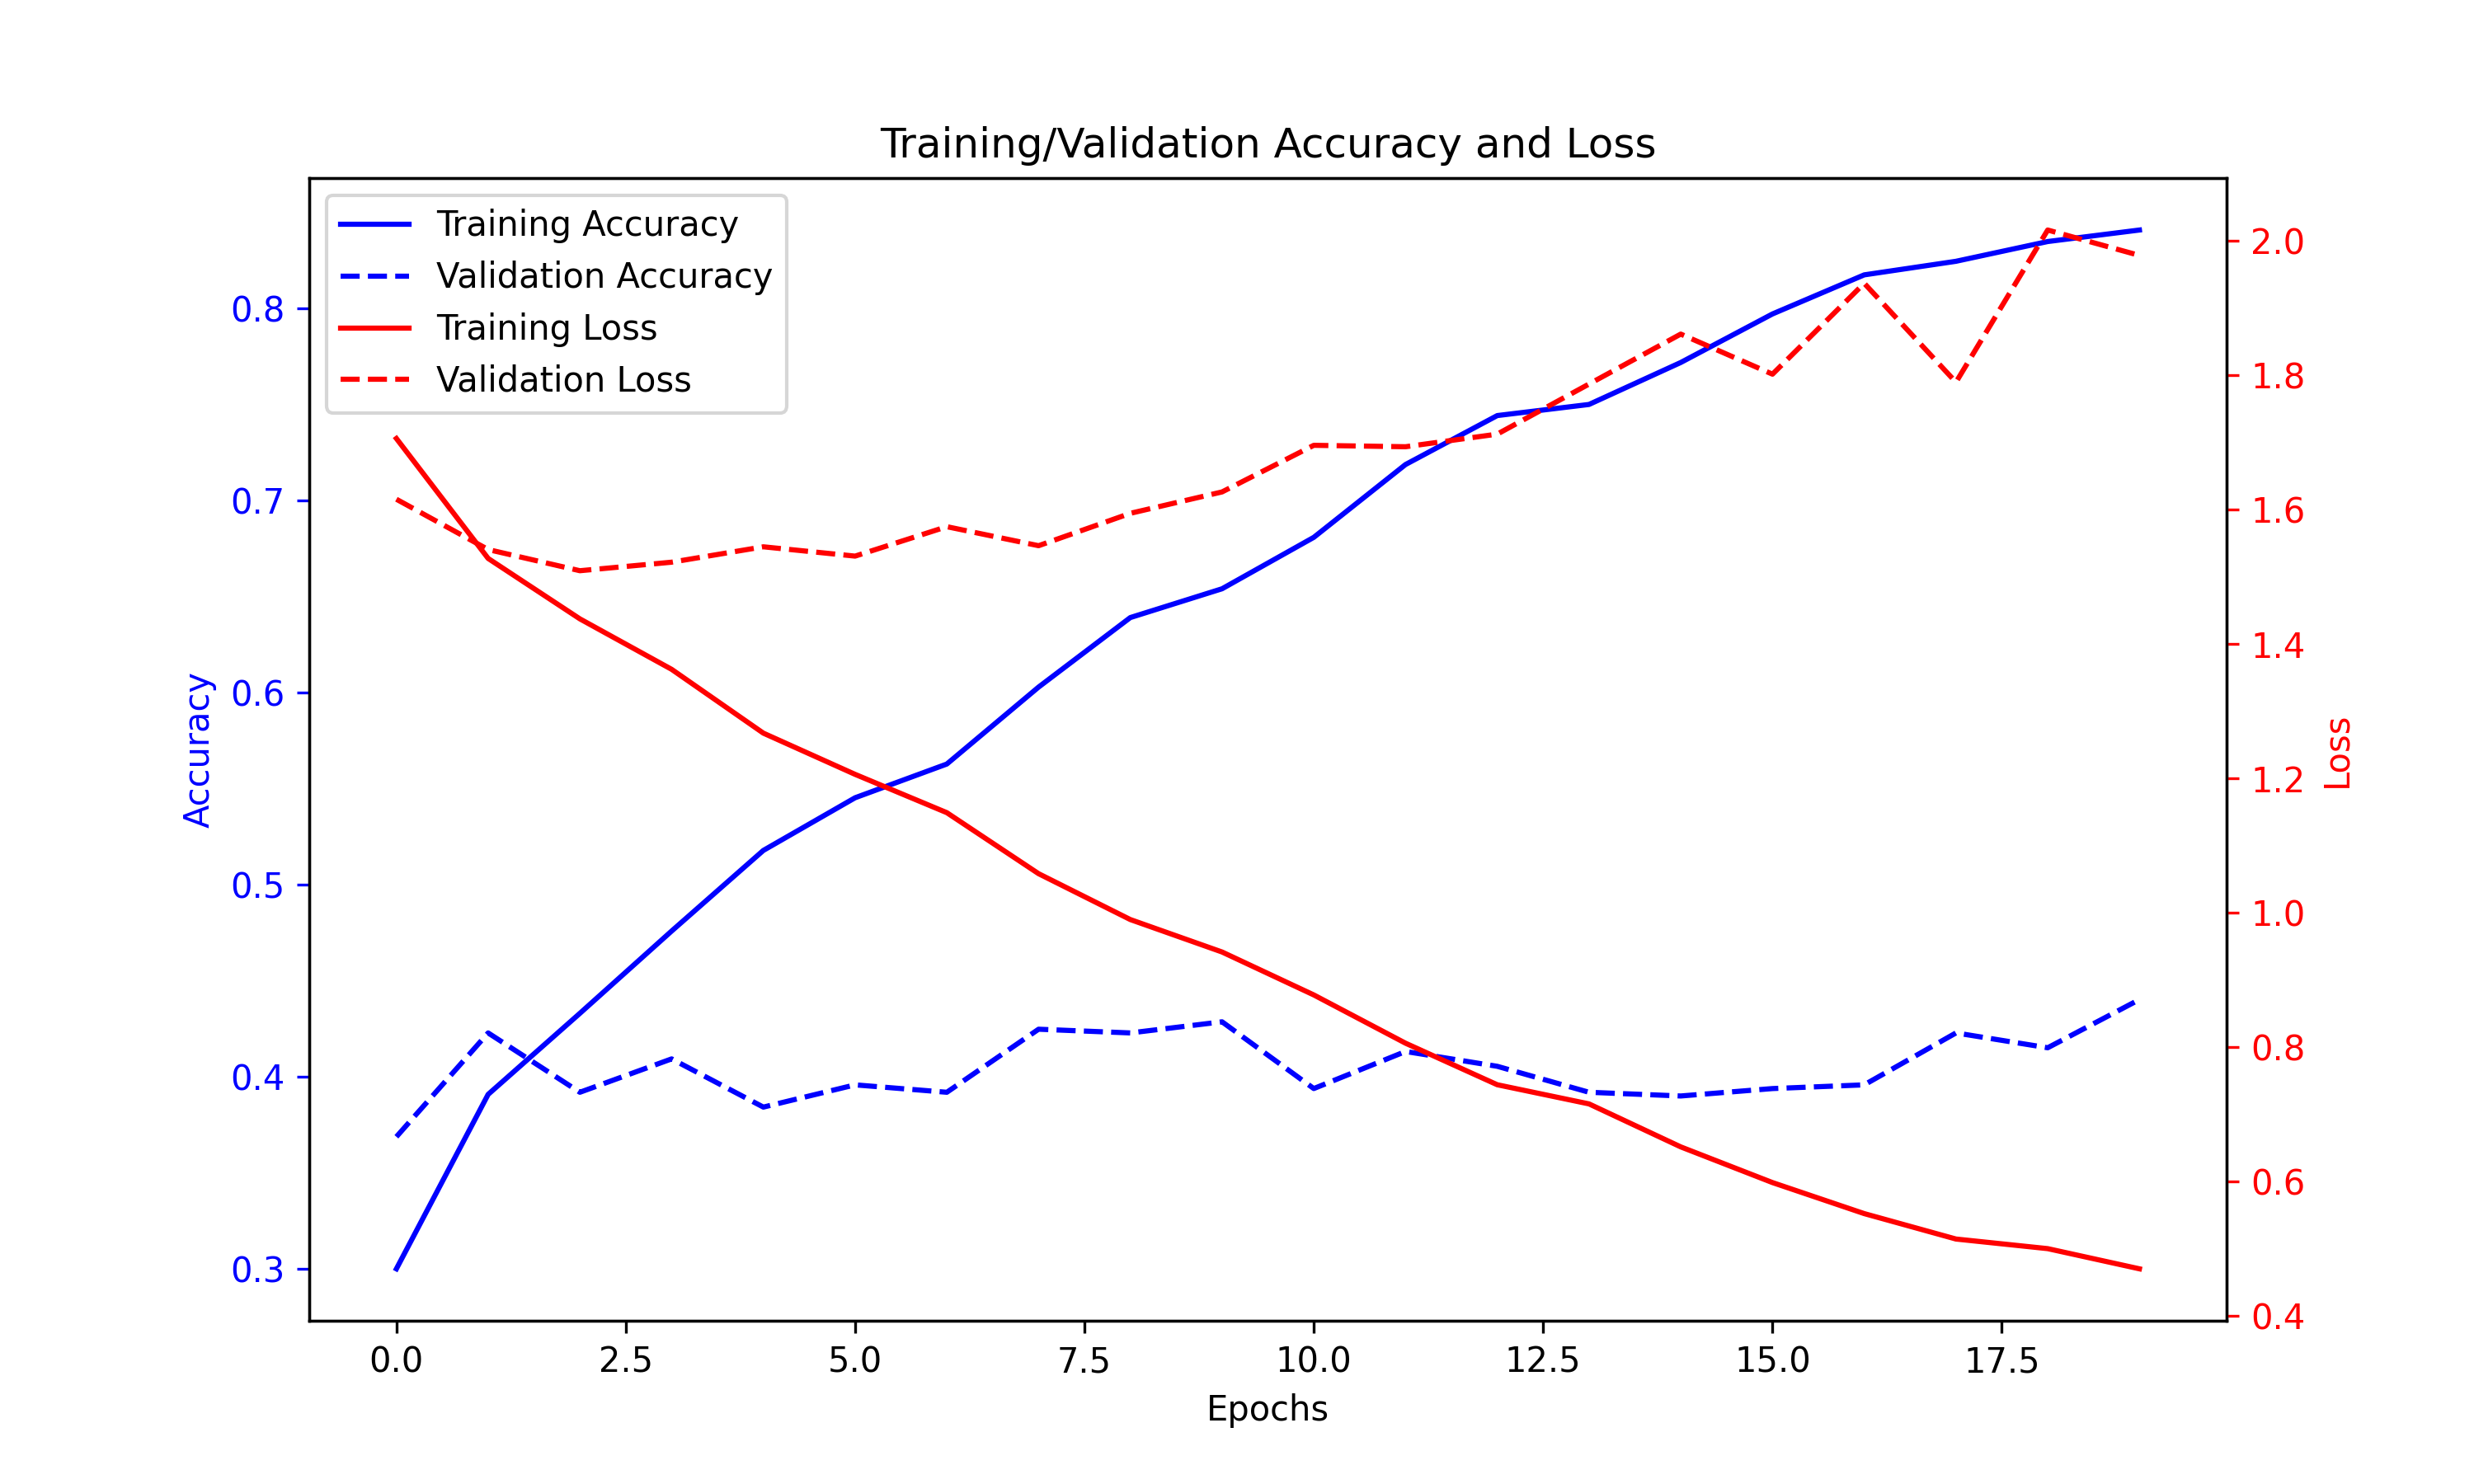 Training/Validation Accuracy and Loss
Training Accuracy
Validation Accuracy
Training Loss
Validation Loss
Accuracy
0.8
0.7
0.6
0.5
0.4
0.3
2.0
1.8
1.6
1.4
1.2
1.0
0.8
0.6
0.4
Loss
0.0 2.5 5.0 7.5 10.0 12.5 15.0 17.5
Epochs